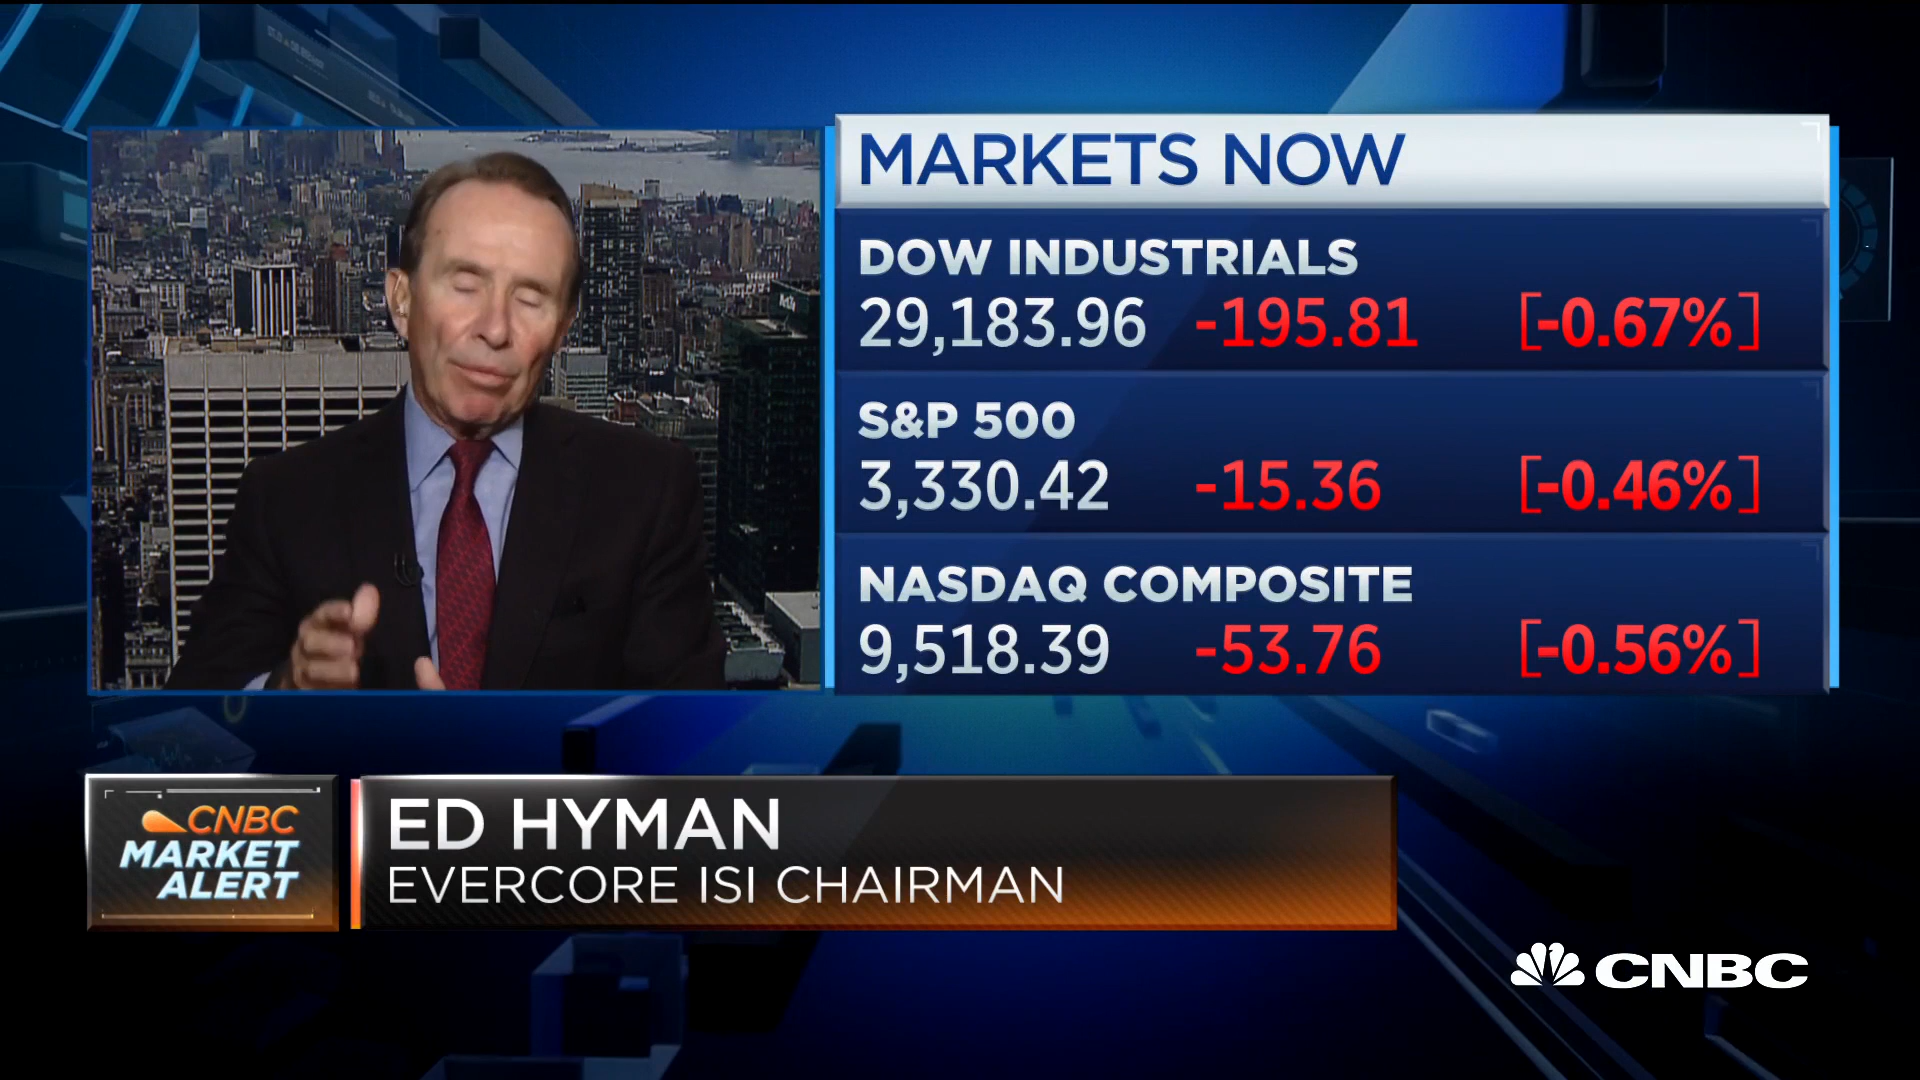 MARKETS NOW
DOW INDUSTRIALS
29,183.96 -195.81 [-0.67%]
S&P 500
3,330.42 -15.36 [-0.46%]
NASDAQ COMPOSITE
9,518.39 -53.76 [-0.56%]
CNBC
MARKET
ALERT
ED HYMAN
EVERCORE ISI CHAIRMAN
CNBC